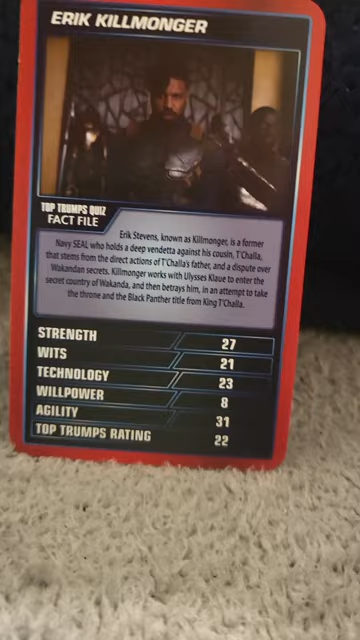 ERIK KILLMONGER
TOP TRUMPS QUIZ
FACT FILE
Erik Stevens, known as Killmonger, is a former
Navy SEAL who holds a deep vendetta against his cousin, T'Challa,
that stems from the direct actions of T'Challa's father, and a dispute over
Wakandan secrets. Killmonger works with Ulysses Klaue to enter the
secret country of Wakanda, and then betrays him, in an attempt to take
the throne and the Black Panther title from King T'Challa.
STRENGTH 27
WITS 21
TECHNOLOGY 23
WILLPOWER 8
AGILITY 31
TOP TRUMPS RATING 22